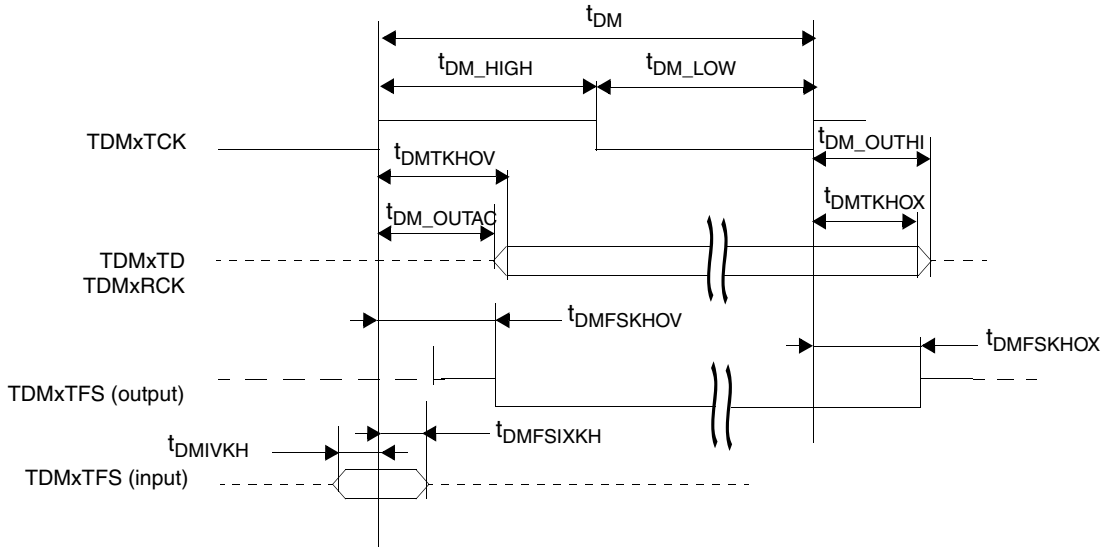 tDM
tDM_HIGH
tDM_LOW
TDMxTCK
tDM_OUTHI
tDMTKHOV
tDMTKHOX
tDM_OUTAC
TDMxTD
TDMxRCK
tDMFSKHOV
tDMFSKHOX
TDMxTFS (output)
tDMFSIXKH
tDMIVKH
TDMxTFS (input)